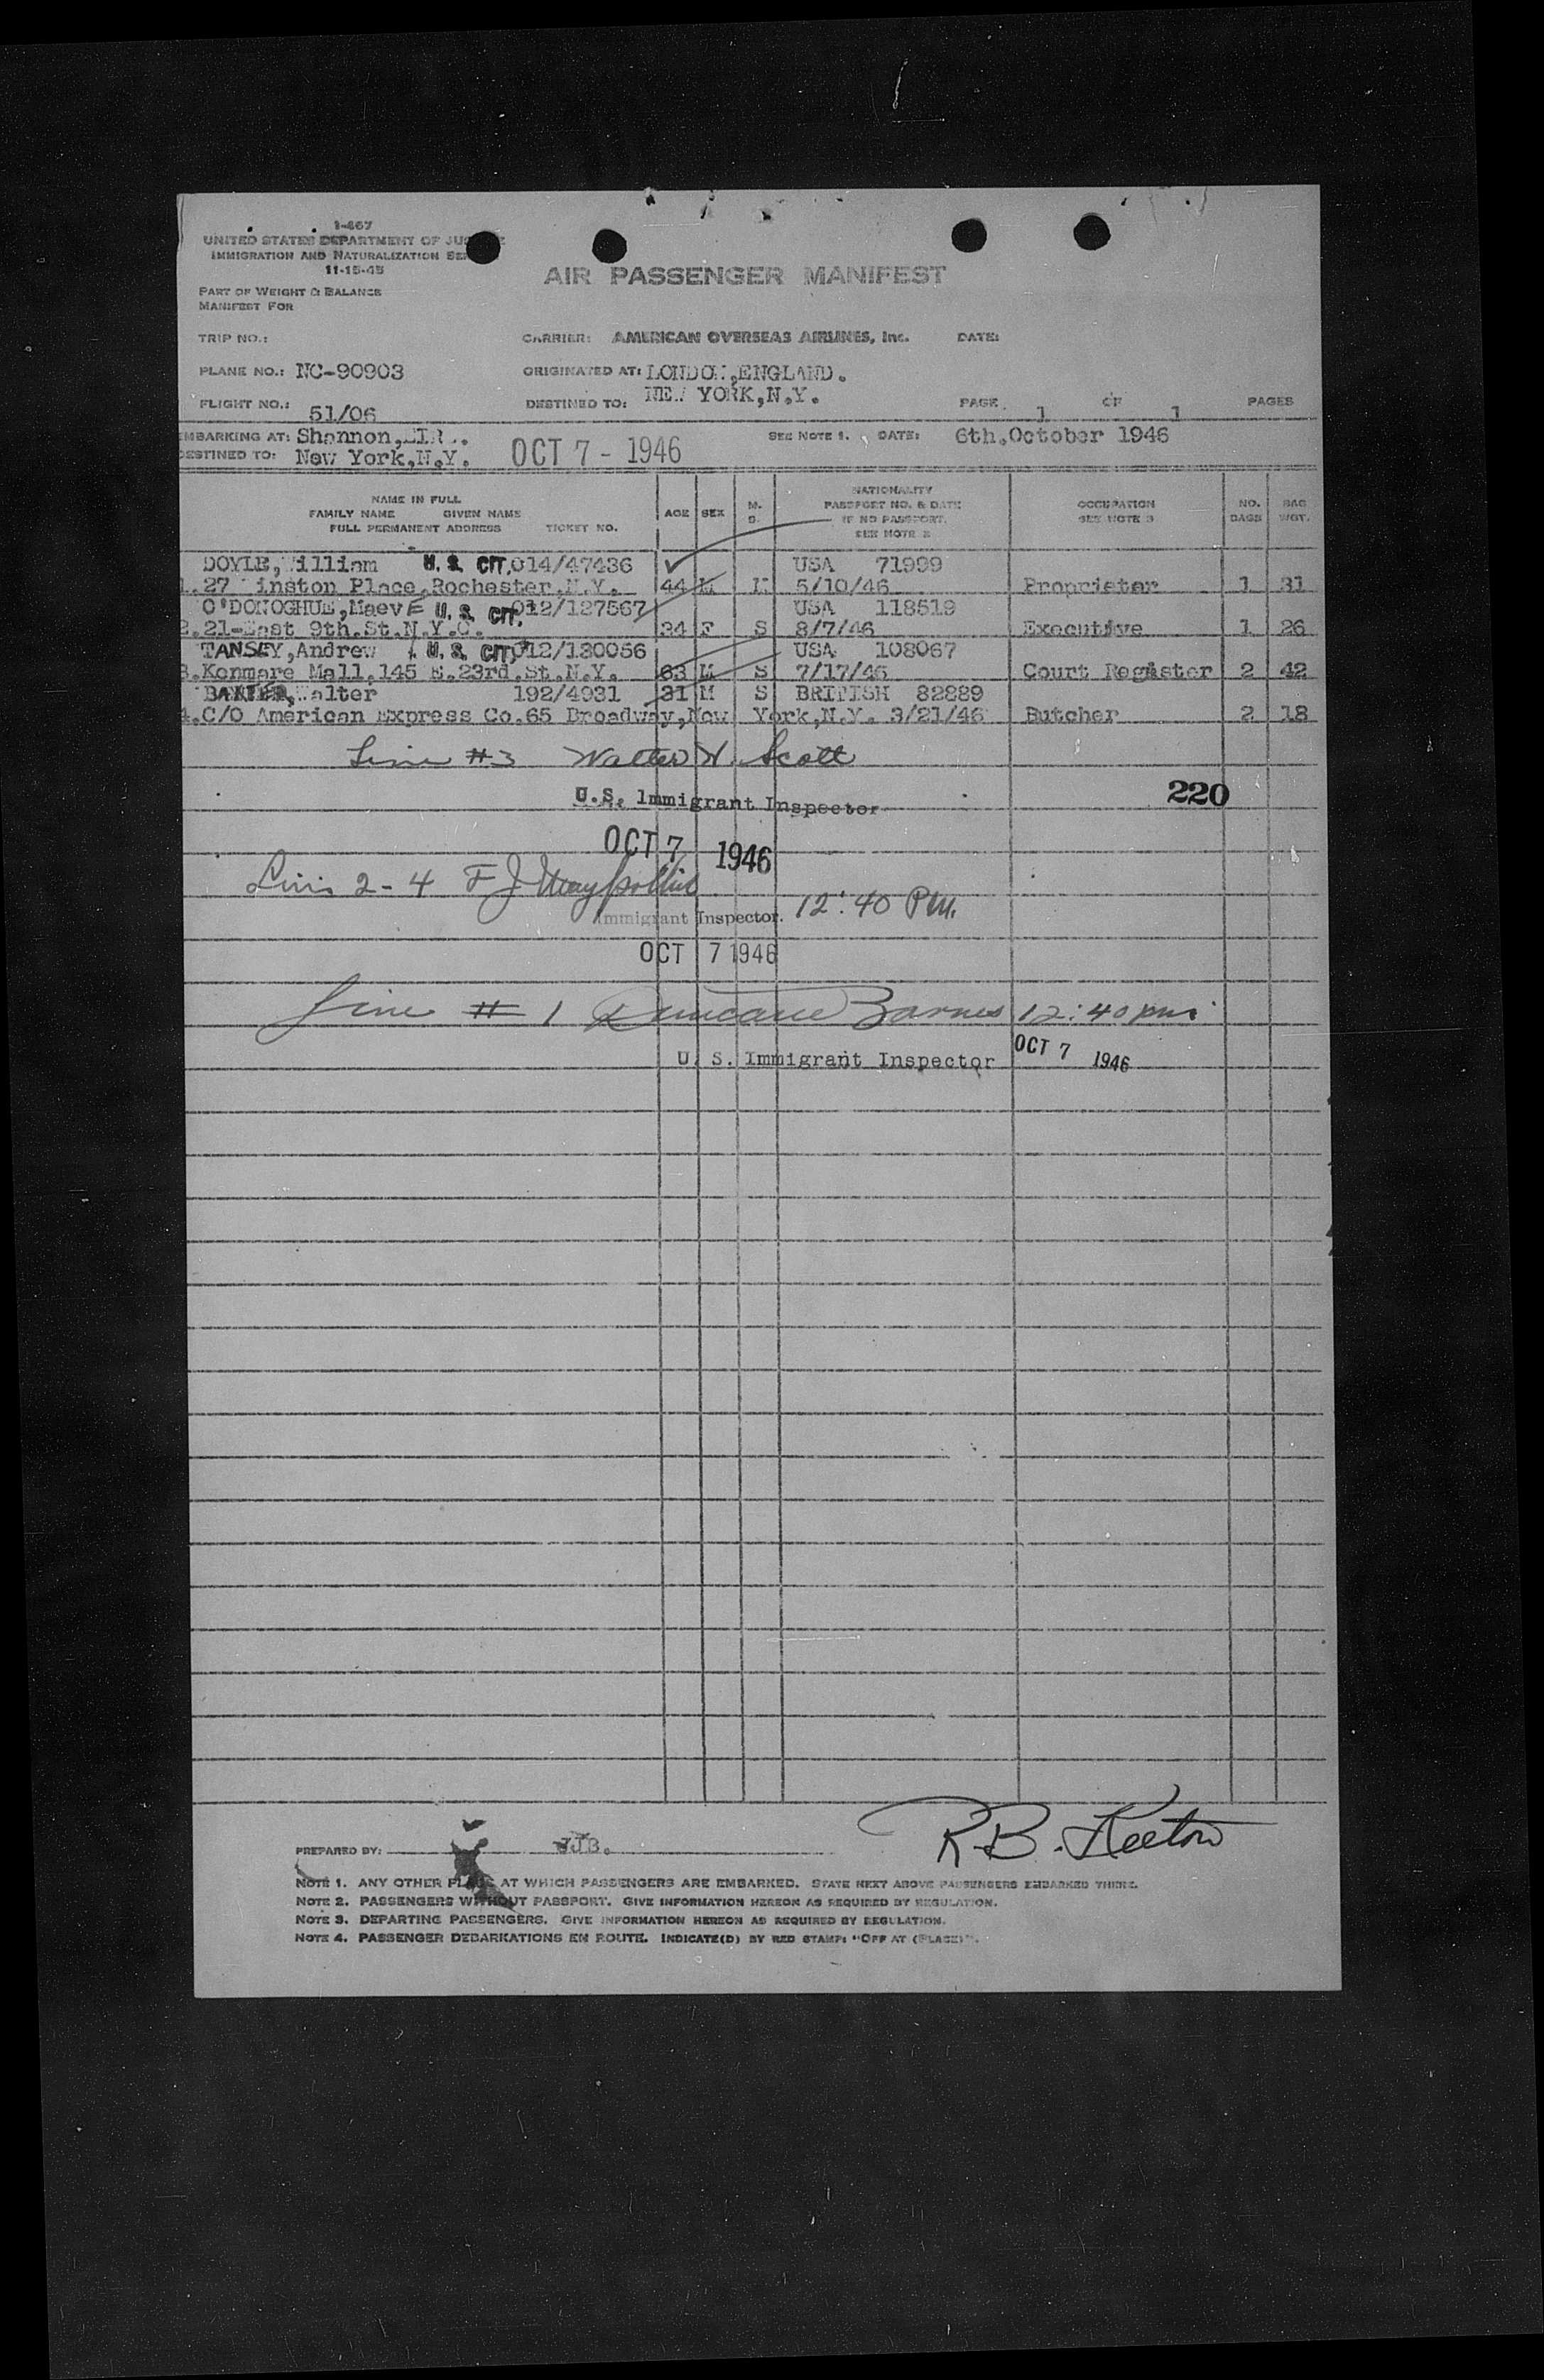 1-467
UNITED STATES DEPARTMENT OF JUS
IMMIGRATION AND NATURALIZATION SER
11-15-45
AIR PASSENGER MANIFEST
PART OF WEIGHT & BALANCE
MANIFEST FOR
TRIP NO.: CARRIER: AMERICAN OVERSEAS AIRLINES, Inc. DATE:
PLANE NO.: NC-90903 ORIGINATED AT: LONDON,ENGLAND.
FLIGHT NO.: 51/06 DESTINED TO: NEW YORK,N.Y. PAGE 1 OF 1 PAGES
EMBARKING AT: Shannon, SEE NOTE 1. DATE: 6th,October 1946
DESTINED TO: New York,N.Y. OCT 7 - 1946
NAME IN FULL
FAMILY NAME GIVEN NAME
FULL PERMANENT ADDRESS TICKET NO.
AGE SEX M. S.
NATIONALITY
PASSPORT NO. & DATE
IF NO PASSPORT.
SEE NOTE 2
OCCUPATION
SEE NOTE 3
NO. BAGS
BAG WGT.
DOYLE,William U.S. CIT. 014/47436 USA 71999
1.27 inston Place,Rochester,N.Y. 44 M M 5/10/46 Proprietor 1 31
O'DONOGHUE,MaevE U.S. CIT. 012/127567 USA 118519
2.21-East 9th.St.N.Y.C. 34 F S 8/7/46 Executive 1 26
TANSEY,Andrew U.S. CIT. 012/130056 USA 108067
3.Kenmare Mall,145 E.23rd.St.N.Y. 63 M S 7/17/46 Court Register 2 42
BAXTER,Walter 192/4931 31 M S BRITISH 82889
4.C/O American Express Co.65 Broadway,New York,N.Y. 3/21/46 Butcher 2 18
Line #3 Walter W. Scott
U.S. Immigrant Inspector 220
OCT 7 1946
2-4 F J
Immigrant Inspector. 12:40 PM.
OCT 7 1946
Line # 1 Barnes 12:40 pm
U. S. Immigrant Inspector OCT 7 1946
R.B. Keeton
PREPARED BY: JJB.
NOTE 1. ANY OTHER PLACE AT WHICH PASSENGERS ARE EMBARKED. STATE NEXT ABOVE PASSENGERS EMBARKED THERE.
NOTE 2. PASSENGERS WITHOUT PASSPORT. GIVE INFORMATION HEREON AS REQUIRED BY REGULATION.
NOTE 3. DEPARTING PASSENGERS. GIVE INFORMATION HEREON AS REQUIRED BY REGULATION.
NOTE 4. PASSENGER DEBARKATIONS EN ROUTE. INDICATE(D) BY RED STAMP: "OFF AT (PLACE)".